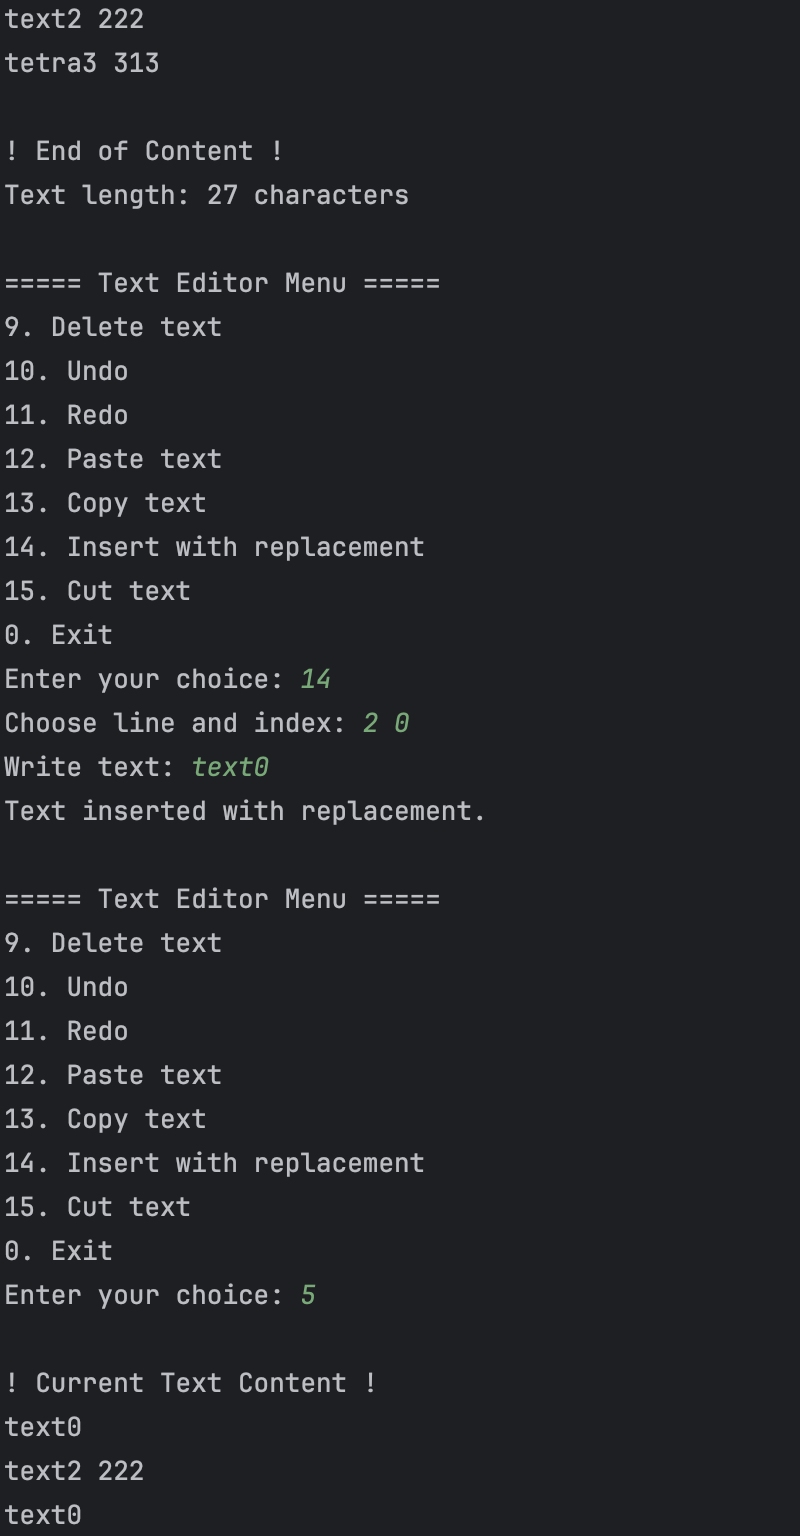 text2 222
tetra3 313
! End of Content !
Text length: 27 characters
===== Text Editor Menu =====
9. Delete text
10. Undo
11. Redo
12. Paste text
13. Copy text
14. Insert with replacement
15. Cut text
0. Exit
Enter your choice: 14
Choose line and index: 2 0
Write text: text0
Text inserted with replacement.
===== Text Editor Menu =====
9. Delete text
10. Undo
11. Redo
12. Paste text
13. Copy text
14. Insert with replacement
15. Cut text
0. Exit
Enter your choice: 5
! Current Text Content !
text0
text2 222
text0